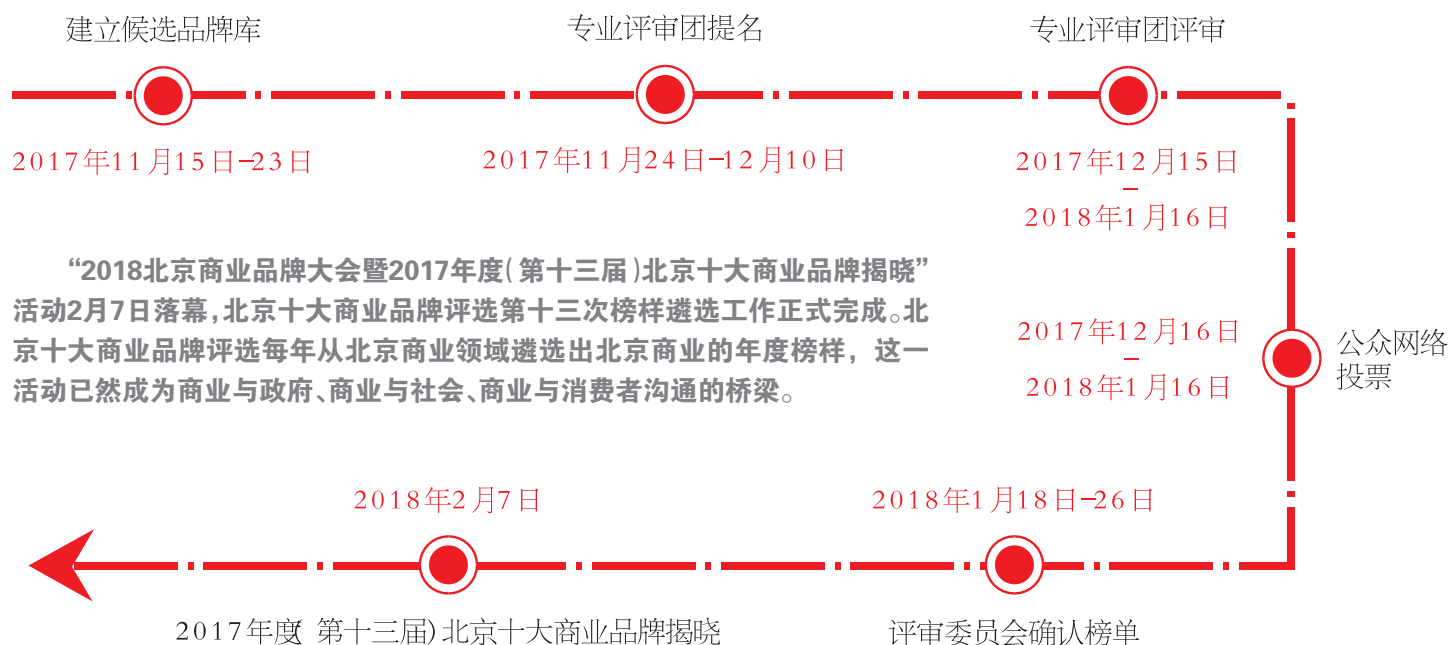 建立候选品牌库
专业评审团提名
专业评审团评审
2017年11月15日-23日
2017年11月24日-12月10日
2017年12月15日
-
2018年1月16日
“2018北京商业品牌大会暨2017年度(第十三届)北京十大商业品牌揭晓”
活动2月7日落幕,北京十大商业品牌评选第十三次榜样遴选工作正式完成。北
京十大商业品牌评选每年从北京商业领域遴选出北京商业的年度榜样，这一
活动已然成为商业与政府、商业与社会、商业与消费者沟通的桥梁。
2017年12月16日
-
2018年1月16日
公众网络
投票
2018年2月7日
2018年1月18日-26日
2017年度(第十三届)北京十大商业品牌揭晓
评审委员会确认榜单